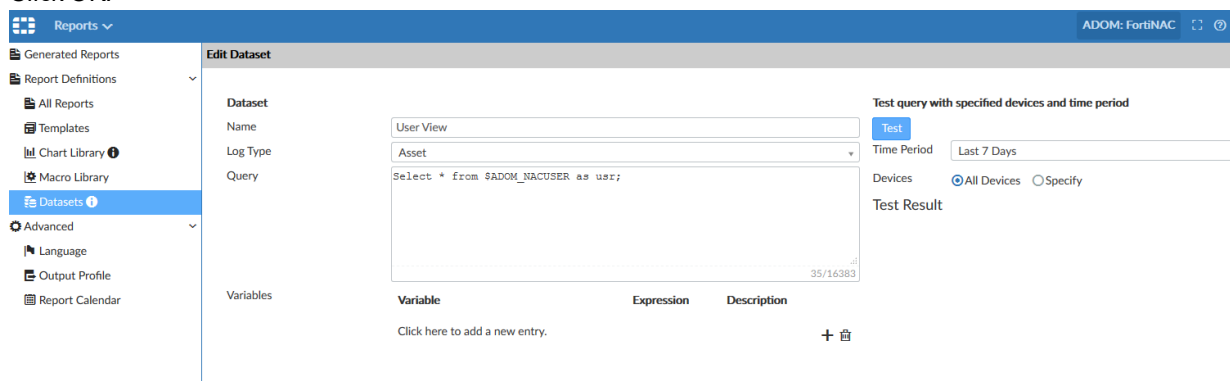 Reports
ADOM: FortiNAC
Generated Reports
Report Definitions
All Reports
Templates
Chart Library
Macro Library
Datasets
Advanced
Language
Output Profile
Report Calendar
Edit Dataset
Dataset
Name
User View
Log Type
Asset
Query
Select * from $ADOM_NACUSER as usr;
35/16383
Variables
Variable Expression Description
Click here to add a new entry.
Test query with specified devices and time period
Test
Time Period
Last 7 Days
Devices
All Devices Specify
Test Result